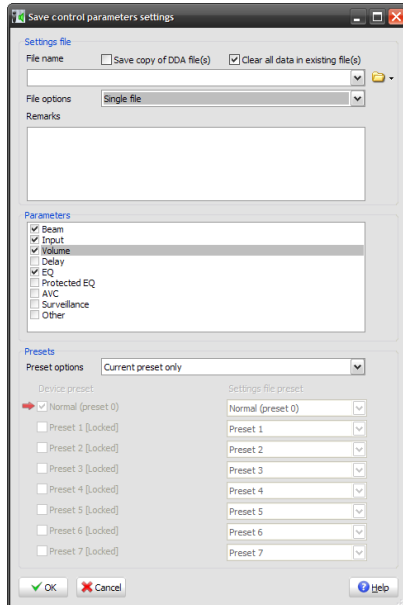 Save control parameters settings
Settings file
File name Save copy of DDA file(s) Clear all data in existing file(s)
File options Single file
Remarks
Parameters
Beam
Input
Volume
Delay
EQ
Protected EQ
AVC
Surveillance
Other
Presets
Preset options Current preset only
Device preset Settings file preset
Normal (preset 0) Normal (preset 0)
Preset 1 [Locked] Preset 1
Preset 2 [Locked] Preset 2
Preset 3 [Locked] Preset 3
Preset 4 [Locked] Preset 4
Preset 5 [Locked] Preset 5
Preset 6 [Locked] Preset 6
Preset 7 [Locked] Preset 7
OK Cancel Help